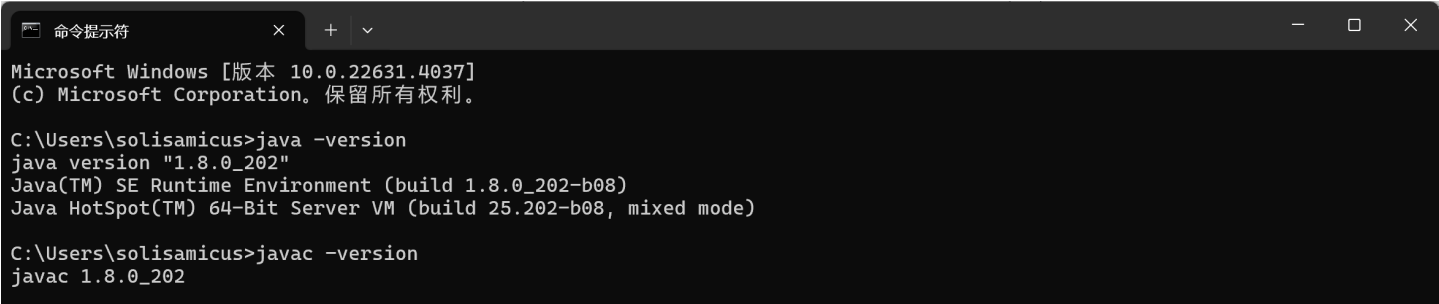 命令提示符
Microsoft Windows [版本 10.0.22631.4037]
(c) Microsoft Corporation。保留所有权利。
C:\Users\solisamicus>java -version
java version "1.8.0_202"
Java(TM) SE Runtime Environment (build 1.8.0_202-b08)
Java HotSpot(TM) 64-Bit Server VM (build 25.202-b08, mixed mode)
C:\Users\solisamicus>javac -version
javac 1.8.0_202